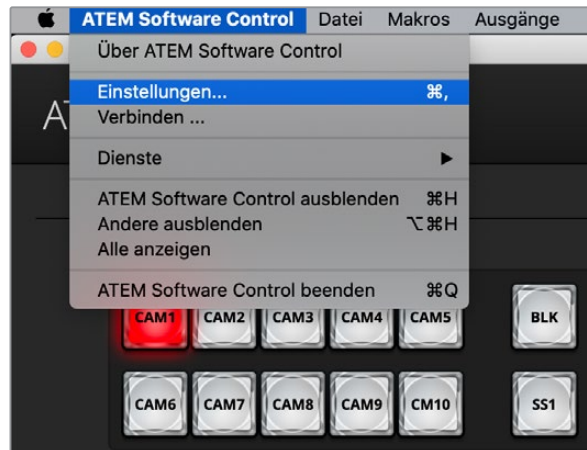 ATEM Software Control Datei Makros Ausgänge
Über ATEM Software Control
Einstellungen... ⌘,
AT
Verbinden ...
Dienste ▶
ATEM Software Control ausblenden ⌘H
Andere ausblenden ⌥⌘H
Alle anzeigen
ATEM Software Control beenden ⌘Q
CAM1 CAM2 CAM3 CAM4 CAM5 BLK
CAM6 CAM7 CAM8 CAM9 CM10 SS1